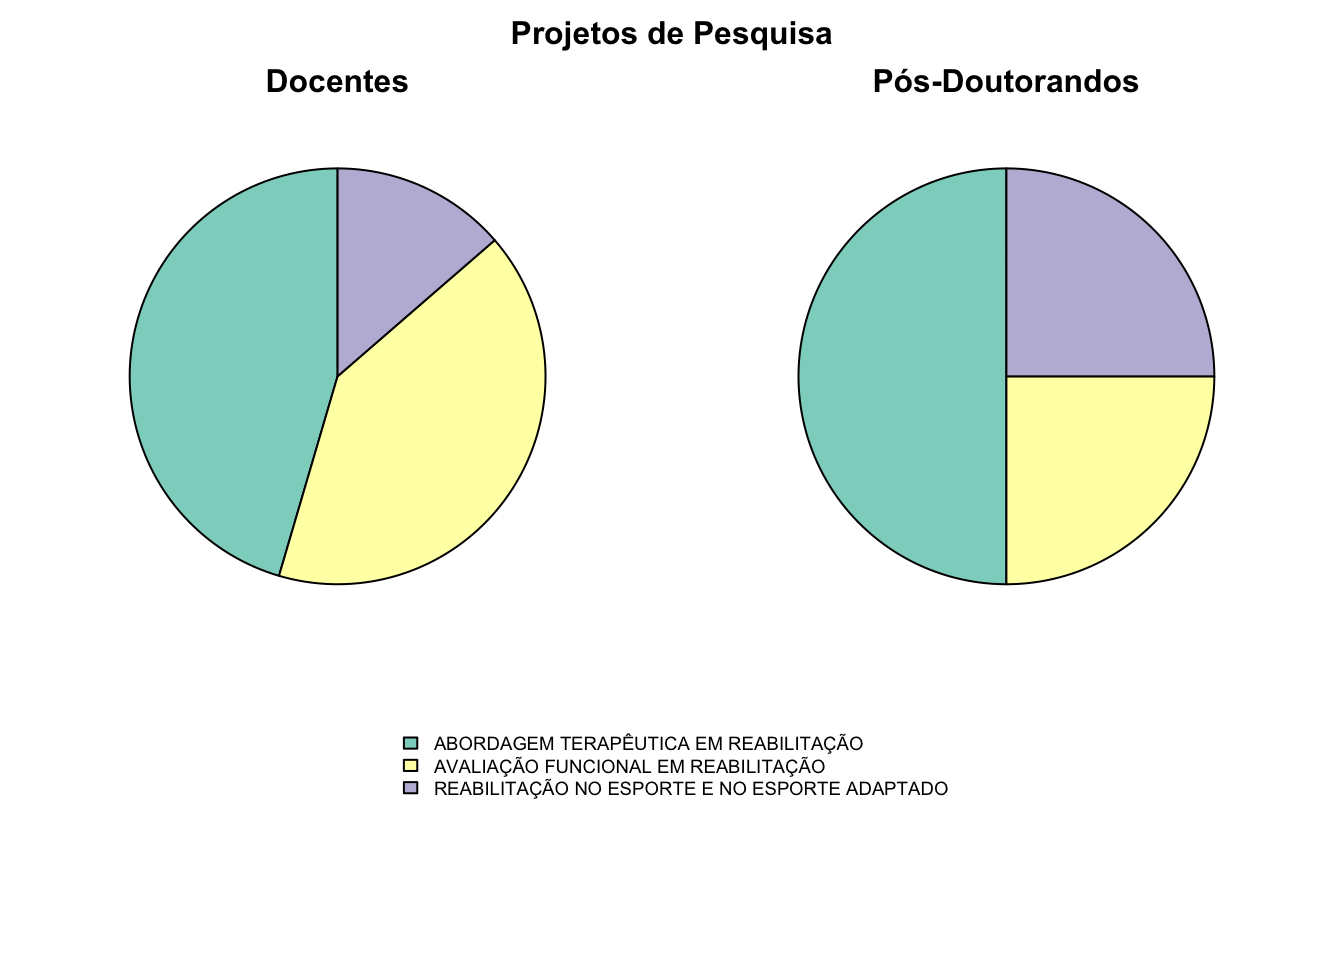 Projetos de Pesquisa
Docentes
Pós-Doutorandos
ABORDAGEM TERAPÊUTICA EM REABILITAÇÃO
AVALIAÇÃO FUNCIONAL EM REABILITAÇÃO
REABILITAÇÃO NO ESPORTE E NO ESPORTE ADAPTADO